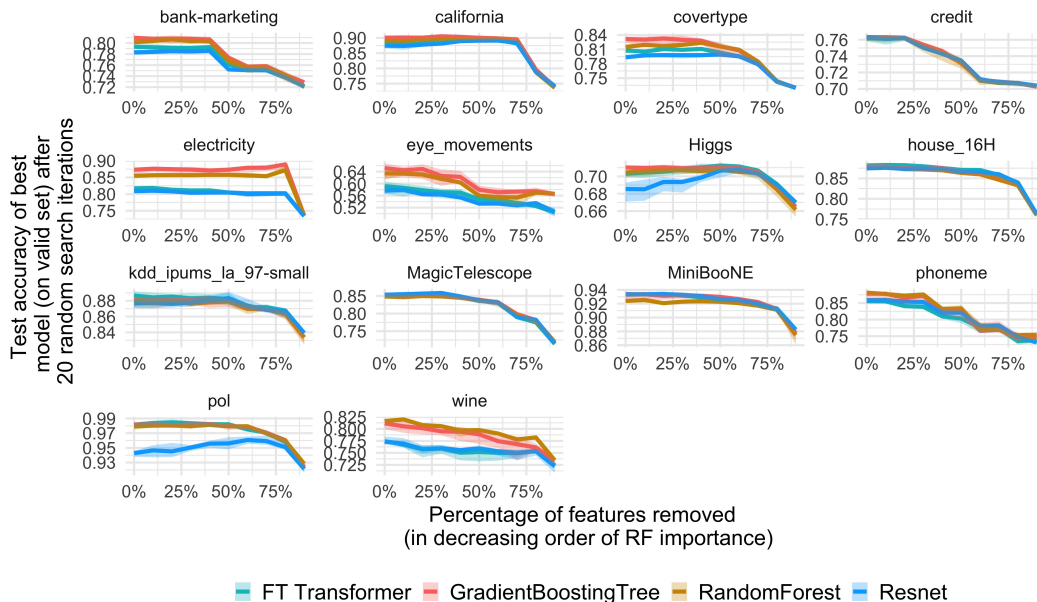 bank-marketing california covertype credit
0.80 0.90 0.84 0.76
0.78 0.85 0.81 0.74
0.76 0.80 0.78 0.72
0.74 0.75 0.75 0.70
0.72
0% 25% 50% 75% 0% 25% 50% 75% 0% 25% 50% 75% 0% 25% 50% 75%
electricity eye_movements Higgs house_16H
0.90 0.64 0.70 0.85
0.85 0.60 0.68 0.80
0.80 0.56 0.66 0.75
0.75 0.52
0% 25% 50% 75% 0% 25% 50% 75% 0% 25% 50% 75% 0% 25% 50% 75%
Test accuracy of best
model (on valid set) after
20 random search iterations
kdd_ipums_la_97-small MagicTelescope MiniBooNE phoneme
0.88 0.85 0.94 0.85
0.86 0.80 0.92 0.80
0.84 0.75 0.90 0.75
0.88
0.86
0% 25% 50% 75% 0% 25% 50% 75% 0% 25% 50% 75% 0% 25% 50% 75%
pol wine
0.99 0.825
0.97 0.800
0.95 0.775
0.93 0.750
0.725
0% 25% 50% 75% 0% 25% 50% 75%
Percentage of features removed
(in decreasing order of RF importance)
FT Transformer GradientBoostingTree RandomForest Resnet